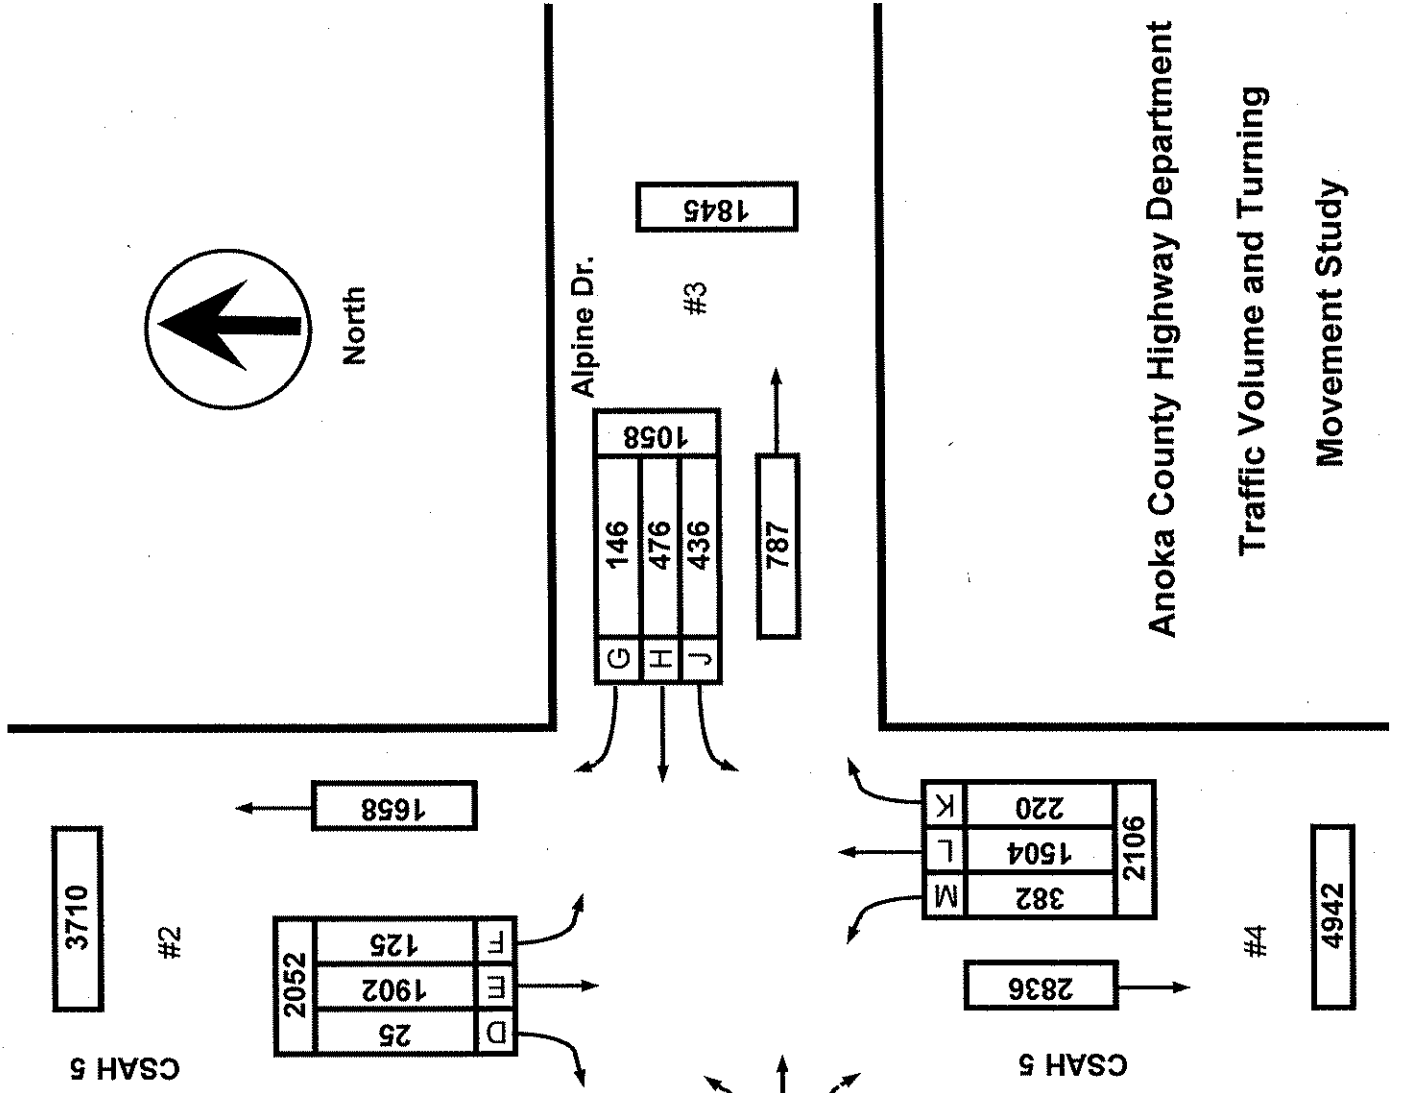 North
Alpine Dr.
#3
1845
1058
G 146
H 476
J 436
787
3710
#2
1658
2052
25 1902 125
D E F
CSAH 5
M L K
382 1504 220
2106
2836
#4
4942
CSAH 5
Anoka County Highway Department
Traffic Volume and Turning
Movement Study